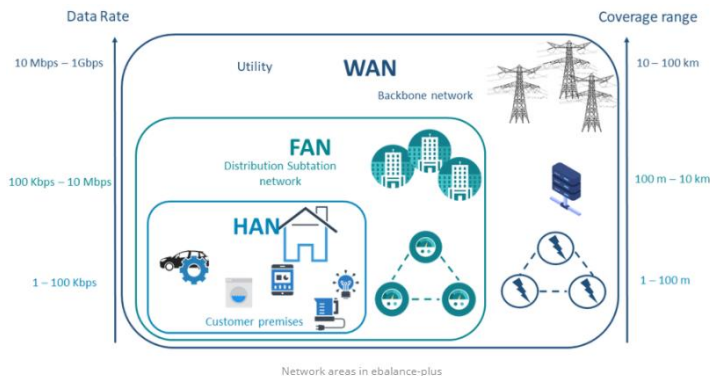 Data Rate
Coverage range
10 Mbps – 1Gbps
Utility
WAN
10 – 100 km
Backbone network
FAN
Distribution Subtation
network
100 Kbps – 10 Mbps
100 m – 10 km
HAN
1 – 100 Kbps
1 – 100 m
Customer premises
Network areas in ebalance-plus